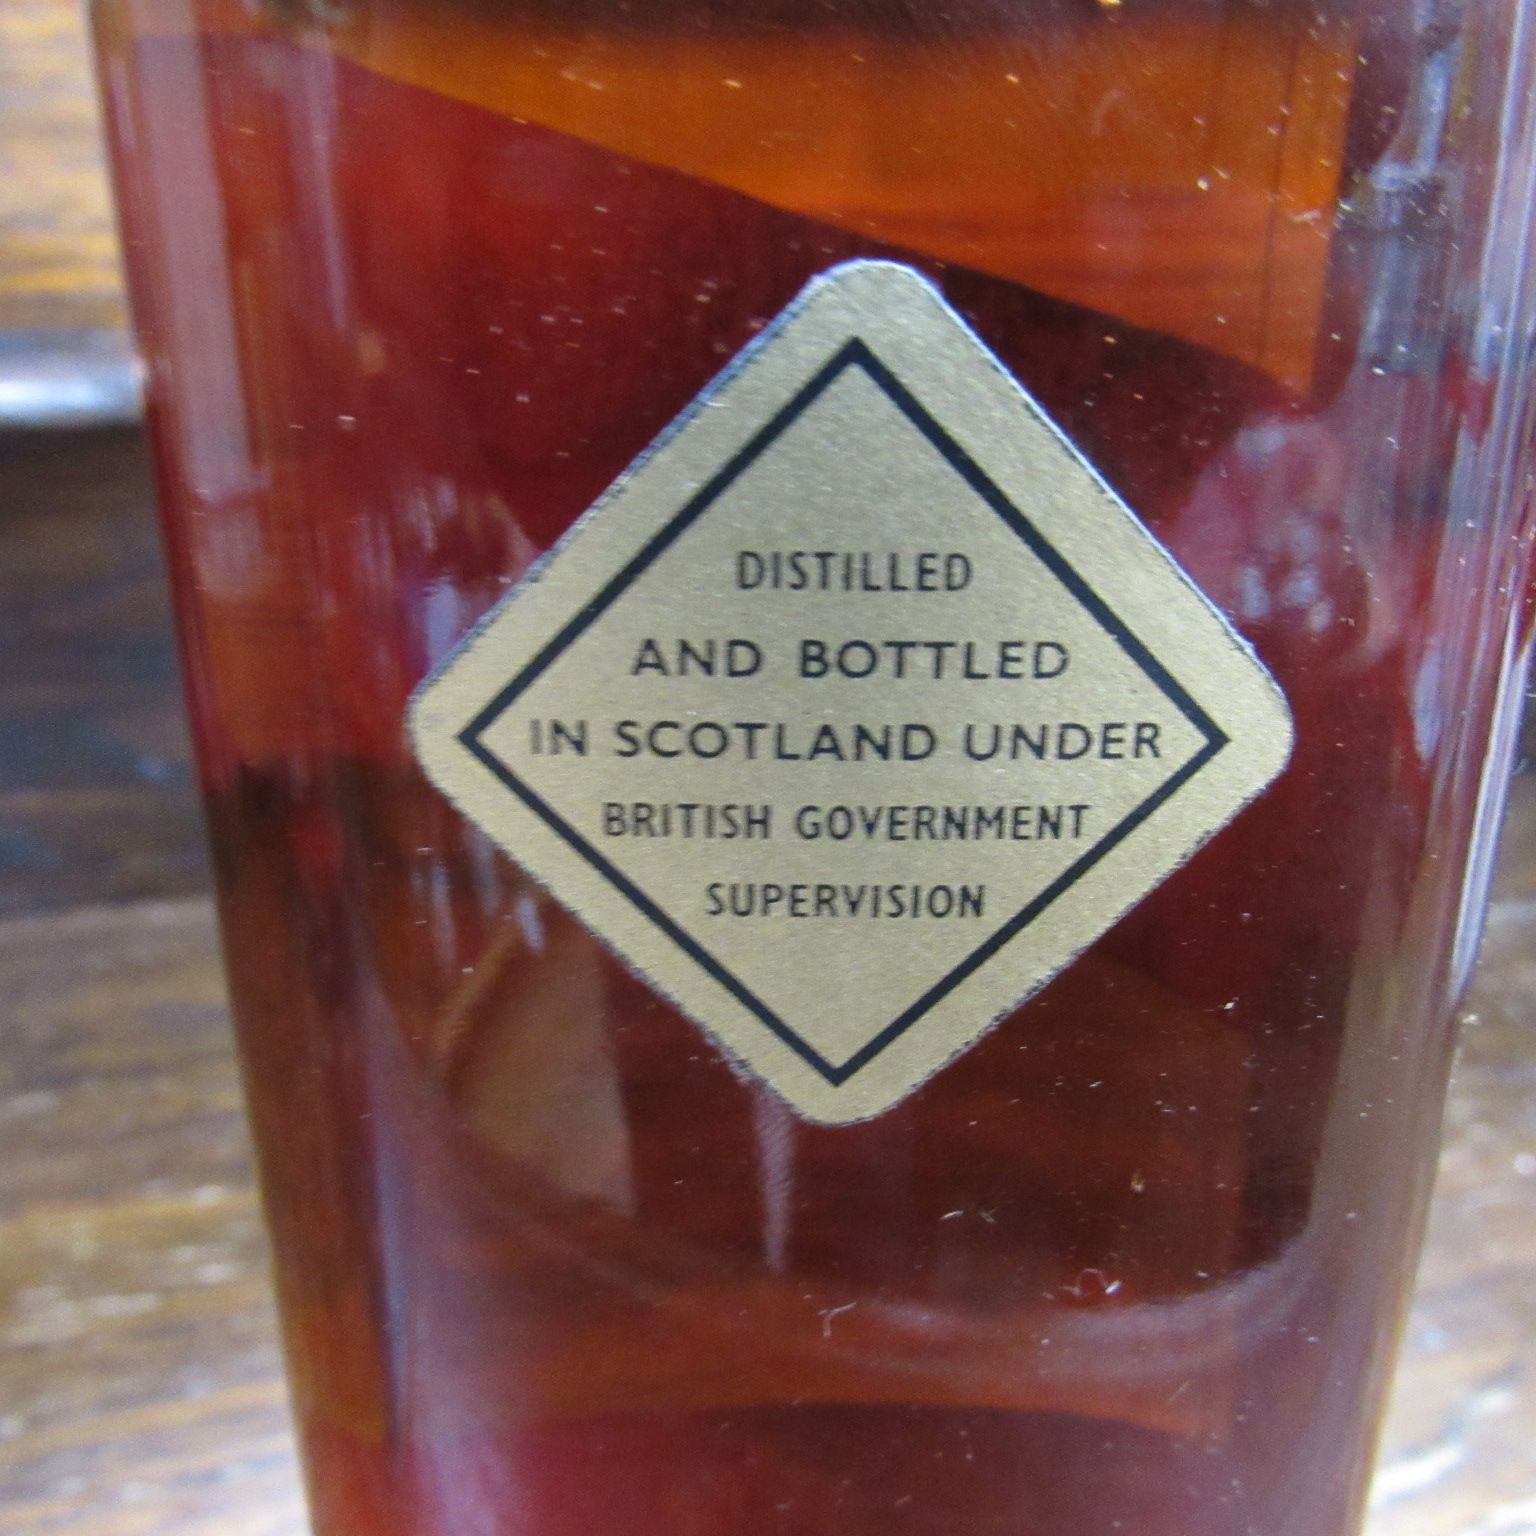 DISTILLED
AND BOTTLED
IN SCOTLAND UNDER
BRITISH GOVERNMENT
SUPERVISION